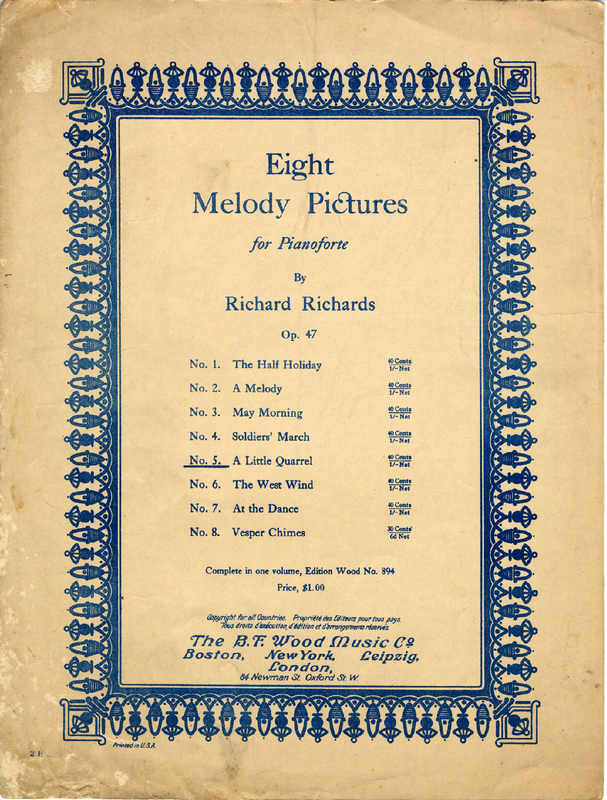 Eight
Melody Pictures
for Pianoforte
By
Richard Richards
Op. 47
No. 1. The Half Holiday 40 Cents 1/- Net
No. 2. A Melody 40 Cents 1/- Net
No. 3. May Morning 40 Cents 1/- Net
No. 4. Soldiers' March 40 Cents 1/- Net
No. 5. A Little Quarrel 40 Cents 1/- Net
No. 6. The West Wind 40 Cents 1/- Net
No. 7. At the Dance 40 Cents 1/- Net
No. 8. Vesper Chimes 30 Cents 6d Net
Complete in one volume, Edition Wood No. 894
Price, $1.00
Copyright for all Countries. Propriété des Editeurs pour tous pays.
Tous droits d'exécution, d'édition et d'arrangements réservés.
The B.F. Wood Music Co
Boston, New York, Leipzig,
London,
84 Newman St. Oxford St. W.
Printed in U.S.A.